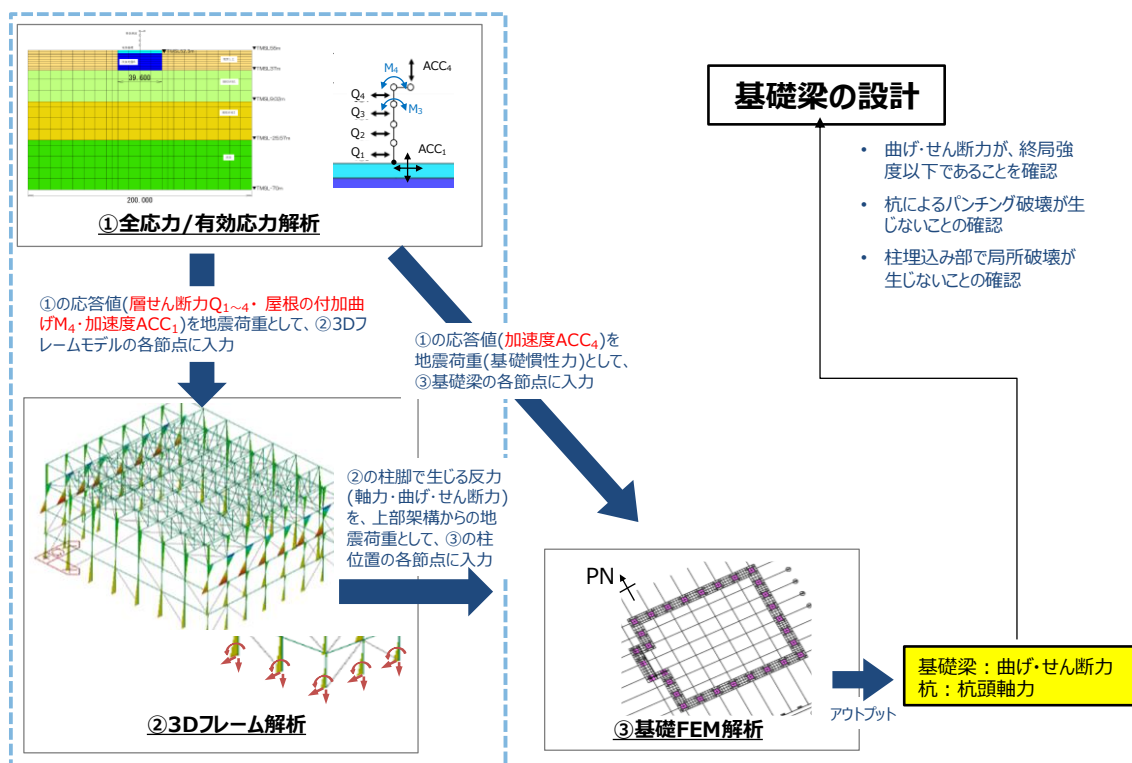 ▼TMSL12.3m
▼TMSL55m
▼TMSL37m
39.600
▼TMSL-25.57m
▼TMSL-70m
200.000
M4
ACC4
Q4
Q3
M3
Q2
Q1
ACC1
①全応力/有効応力解析
基礎梁の設計
• 曲げ・せん断力が、終局強
度以下であることを確認
• 杭によるパンチング破壊が生
じないことの確認
• 柱埋込み部で局所破壊が
生じないことの確認
①の応答値(層せん断力Q1~4・ 屋根の付加曲
げM4・加速度ACC1)を地震荷重として、②3Dフ
レームモデルの各節点に入力
①の応答値(加速度ACC4)を
地震荷重(基礎慣性力)として、
③基礎梁の各節点に入力
②の柱脚で生じる反力
(軸力・曲げ・せん断力)
を、上部架構からの地
震荷重として、③の柱
位置の各節点に入力
②3Dフレーム解析
PN
③基礎FEM解析
アウトプット
基礎梁：曲げ・せん断力
杭：杭頭軸力